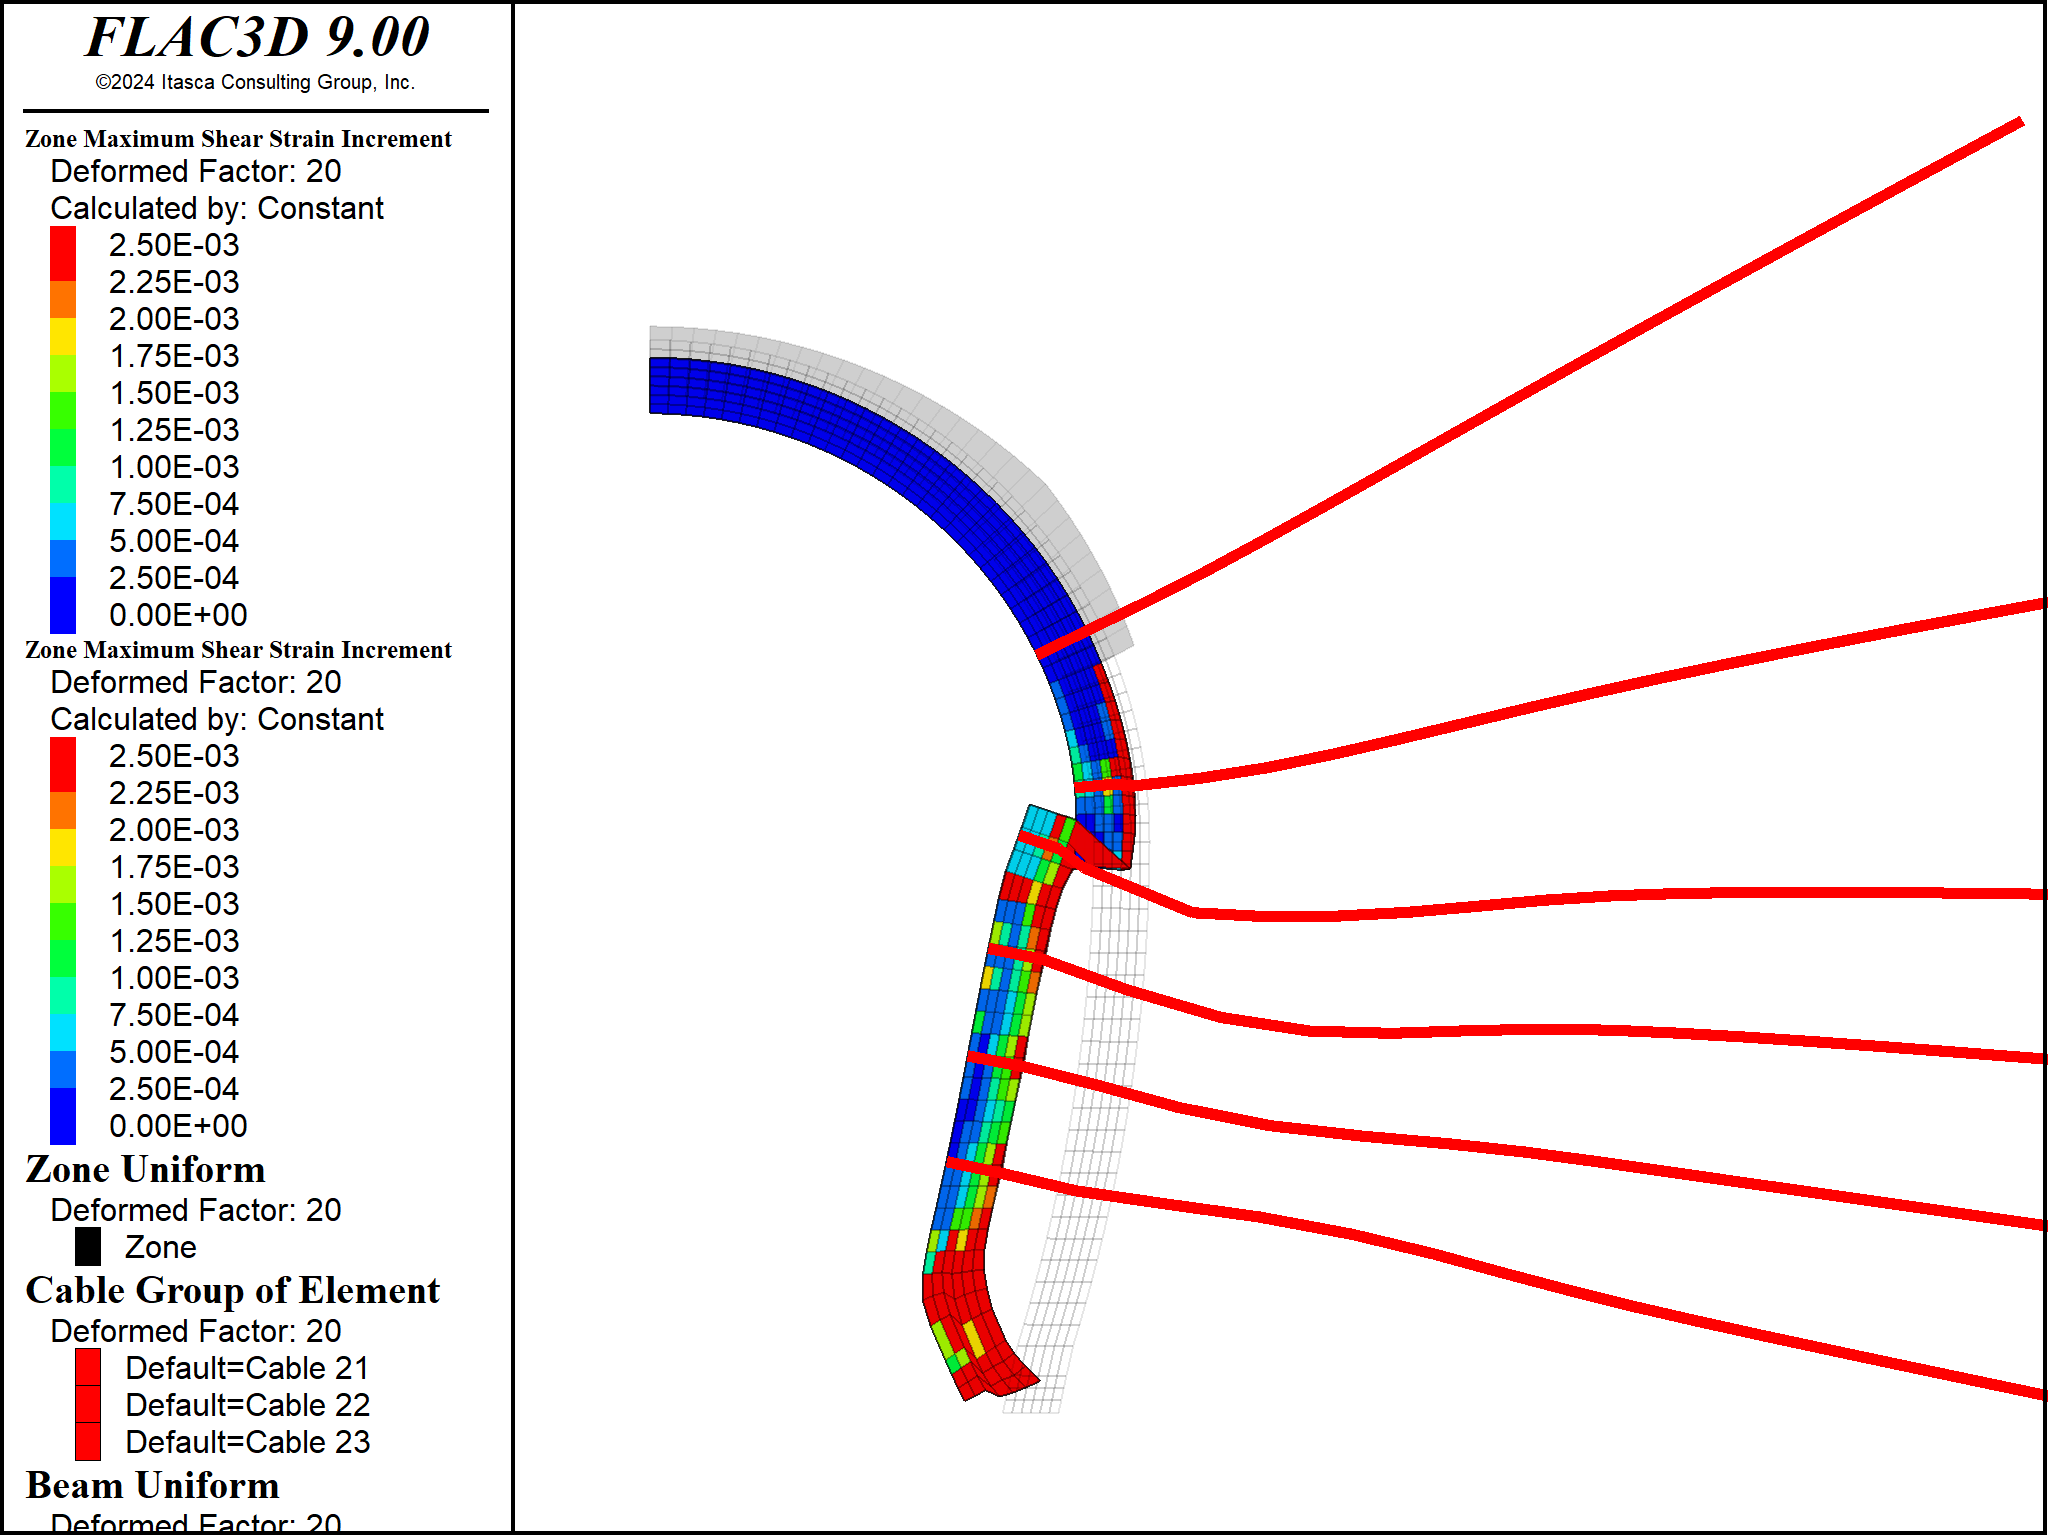 FLAC3D 9.00
©2024 Itasca Consulting Group, Inc.
Zone Maximum Shear Strain Increment
Deformed Factor: 20
Calculated by: Constant
2.50E-03
2.25E-03
2.00E-03
1.75E-03
1.50E-03
1.25E-03
1.00E-03
7.50E-04
5.00E-04
2.50E-04
0.00E+00
Zone Maximum Shear Strain Increment
Deformed Factor: 20
Calculated by: Constant
2.50E-03
2.25E-03
2.00E-03
1.75E-03
1.50E-03
1.25E-03
1.00E-03
7.50E-04
5.00E-04
2.50E-04
0.00E+00
Zone Uniform
Deformed Factor: 20
Zone
Cable Group of Element
Deformed Factor: 20
Default=Cable 21
Default=Cable 22
Default=Cable 23
Beam Uniform
Deformed Factor: 20